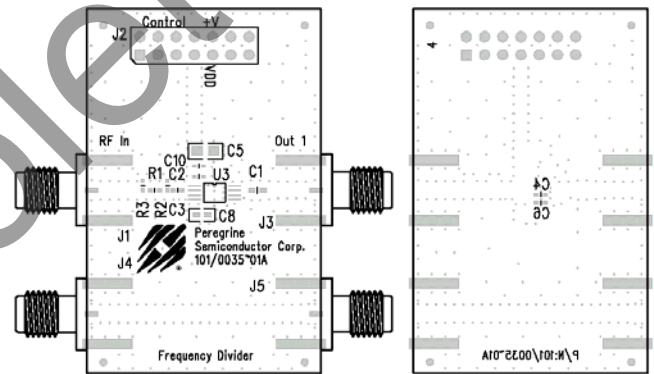 Control +V
J2
VDD
RF In
Out 1
C10
C5
R1 C2
U3
C1
R3
R2
C3
C8
J3
J1
J4
Peregrine
Semiconductor Corp.
101/0035~01A
J5
Frequency Divider
4
C4
C6
P/N:101/0035~01A